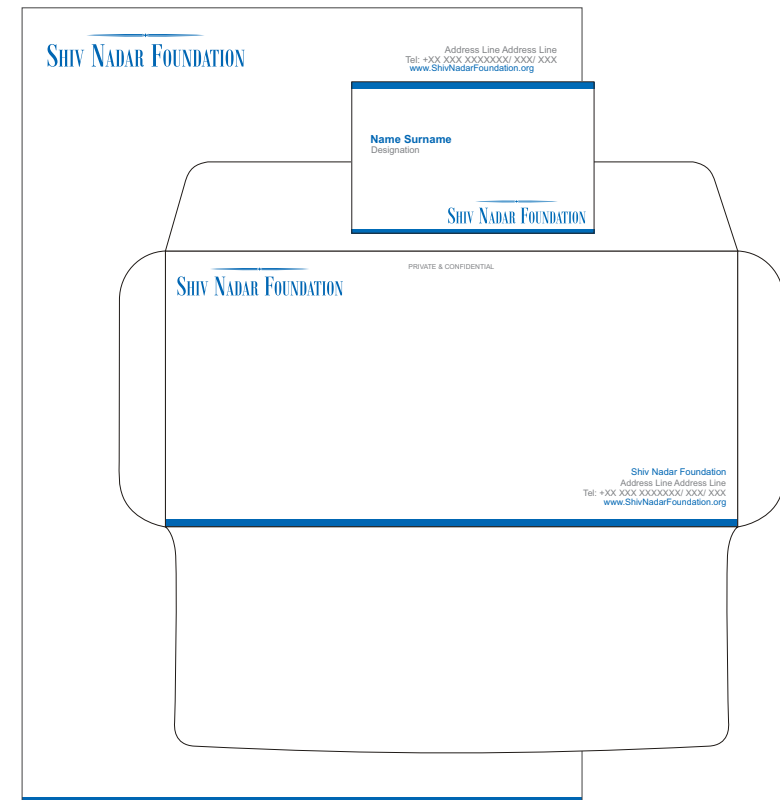 SHIV NADAR FOUNDATION
Address Line Address Line
Tel: +XX XXX XXXXXXX/ XXX/ XXX
www.ShivNadarFoundation.org
Name Surname
Designation
SHIV NADAR FOUNDATION
PRIVATE & CONFIDENTIAL
SHIV NADAR FOUNDATION
Shiv Nadar Foundation
Address Line Address Line
Tel: +XX XXX XXXXXXX/ XXX/ XXX
www.ShivNadarFoundation.org